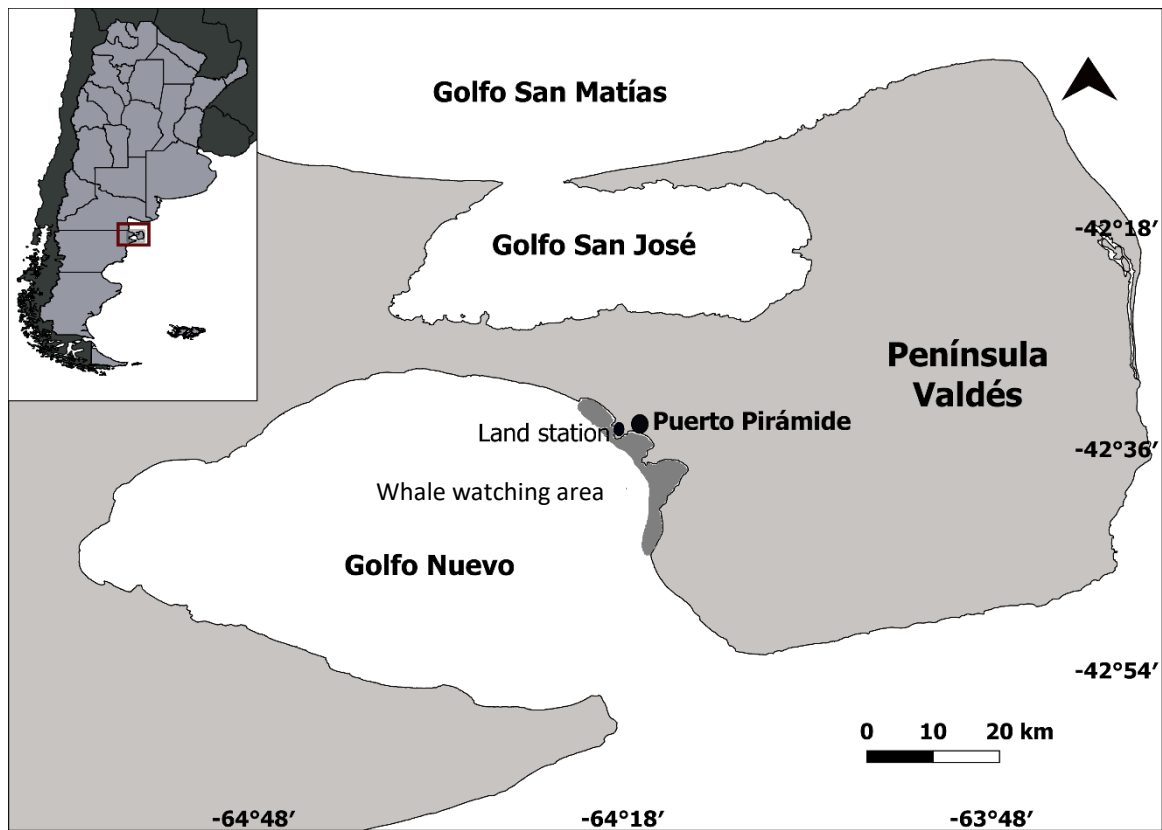 Golfo San Matías
-42°18′
Golfo San José
Península
Valdés
Puerto Pirámide
Land station
-42°36′
Whale watching area
Golfo Nuevo
-42°54′
0 10 20 km
-64°48′ -64°18′ -63°48′